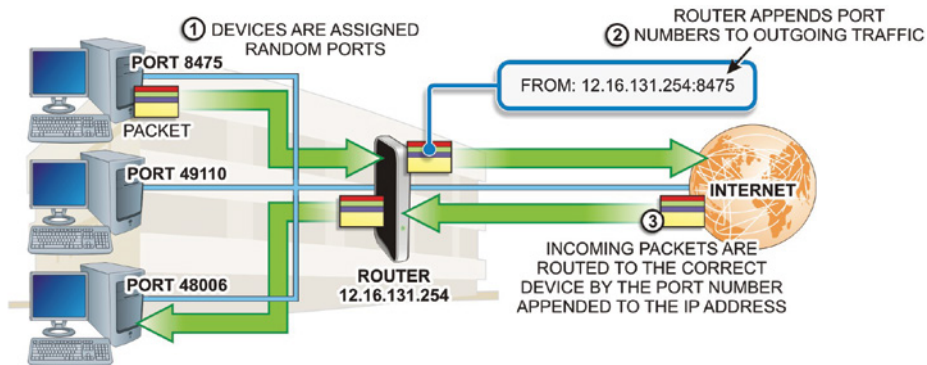 ① DEVICES ARE ASSIGNED
RANDOM PORTS
ROUTER APPENDS PORT
② NUMBERS TO OUTGOING TRAFFIC
PORT 8475
FROM: 12.16.131.254:8475
PACKET
PORT 49110
INTERNET
③
INCOMING PACKETS ARE
ROUTED TO THE CORRECT
DEVICE BY THE PORT NUMBER
APPENDED TO THE IP ADDRESS
ROUTER
12.16.131.254
PORT 48006